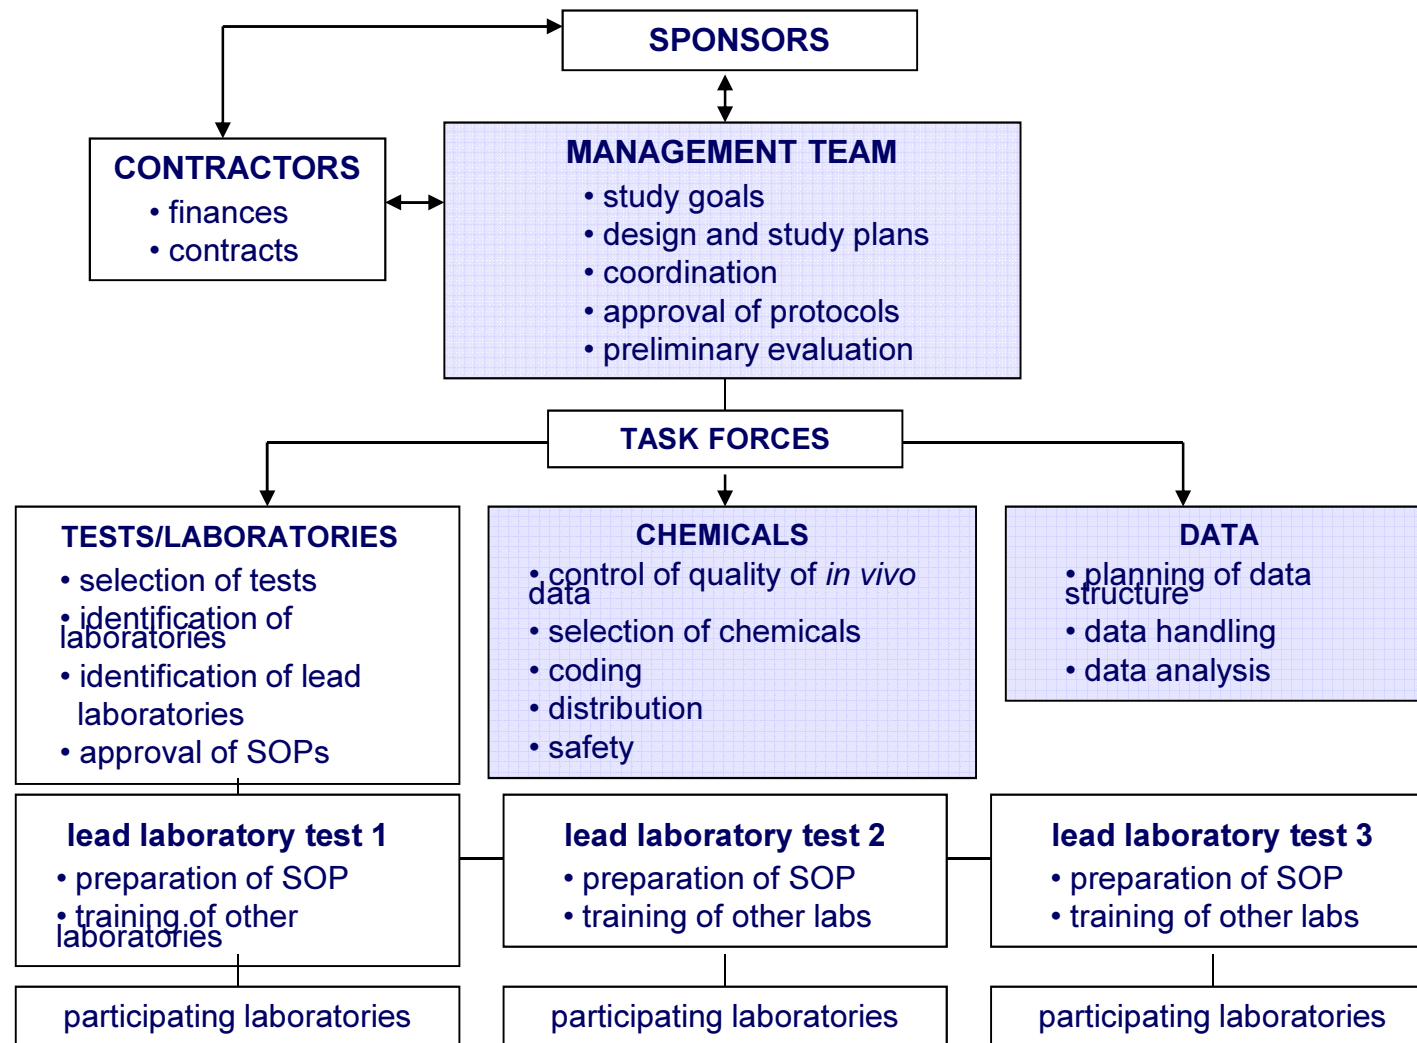 SPONSORS
CONTRACTORS
• finances
• contracts
MANAGEMENT TEAM
• study goals
• design and study plans
• coordination
• approval of protocols
• preliminary evaluation
TASK FORCES
TESTS/LABORATORIES
• selection of tests
• identification of
laboratories
• identification of lead
laboratories
• approval of SOPs
CHEMICALS
• control of quality of in vivo
data
• selection of chemicals
• coding
• distribution
• safety
DATA
• planning of data
structure
• data handling
• data analysis
lead laboratory test 1
• preparation of SOP
• training of other
laboratories
lead laboratory test 2
• preparation of SOP
• training of other labs
lead laboratory test 3
• preparation of SOP
• training of other labs
participating laboratories
participating laboratories
participating laboratories